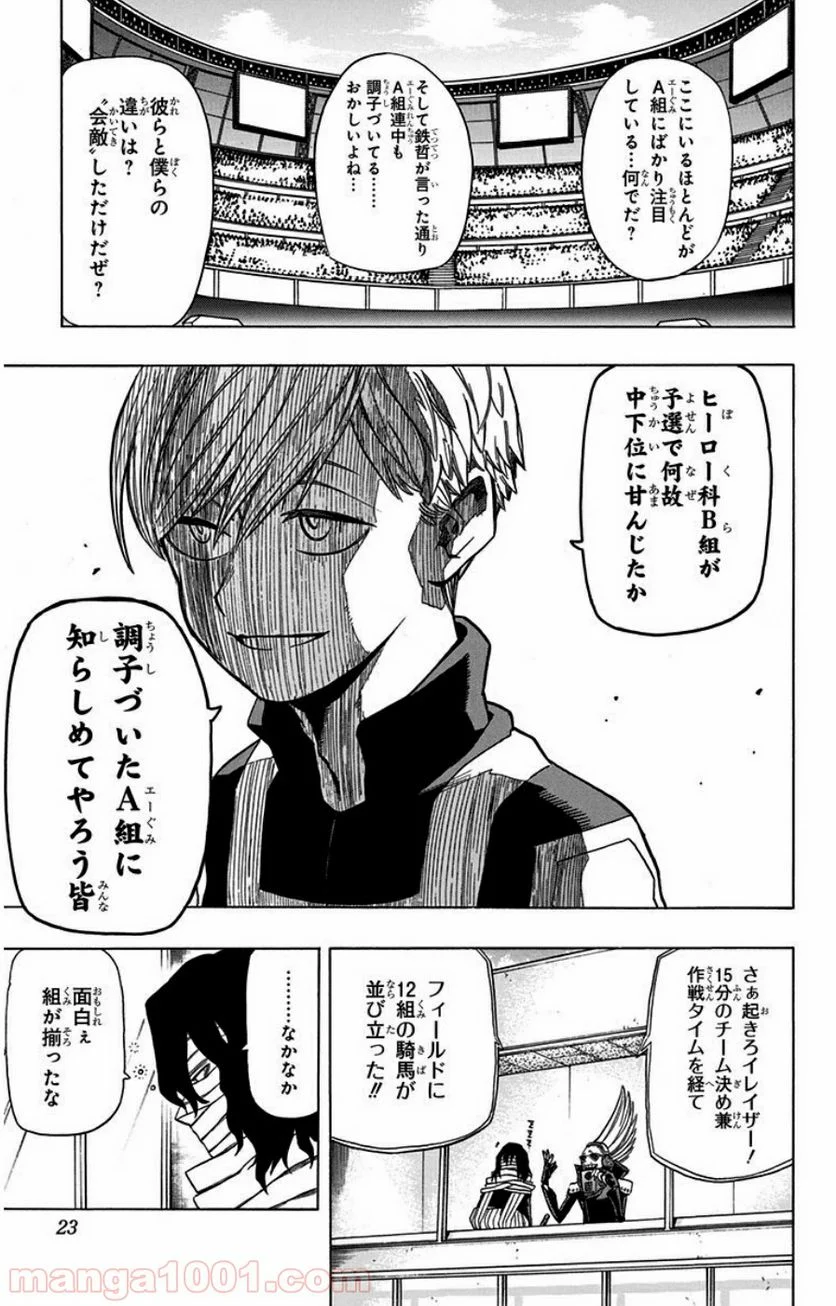 ここにいるほとんどが
A組にばかり注目
している…何でだ？
そして鉄哲が言った通り
A組連中も
調子づいてる……
おかしいよね…
彼らと僕らの
違いは？
〝会敵〟しただけだぜ？
ヒーロー科B組が
予選で何故
中下位に甘んじたか
調子づいたA組に
知らしめてやろう皆
さぁ起きろイレイザー！
15分のチーム決め兼
作戦タイムを経て
フィールドに
12組の騎馬が
並び立った!!
…………なかなか
面白ぇ
組が揃ったな
23
manga1001.com